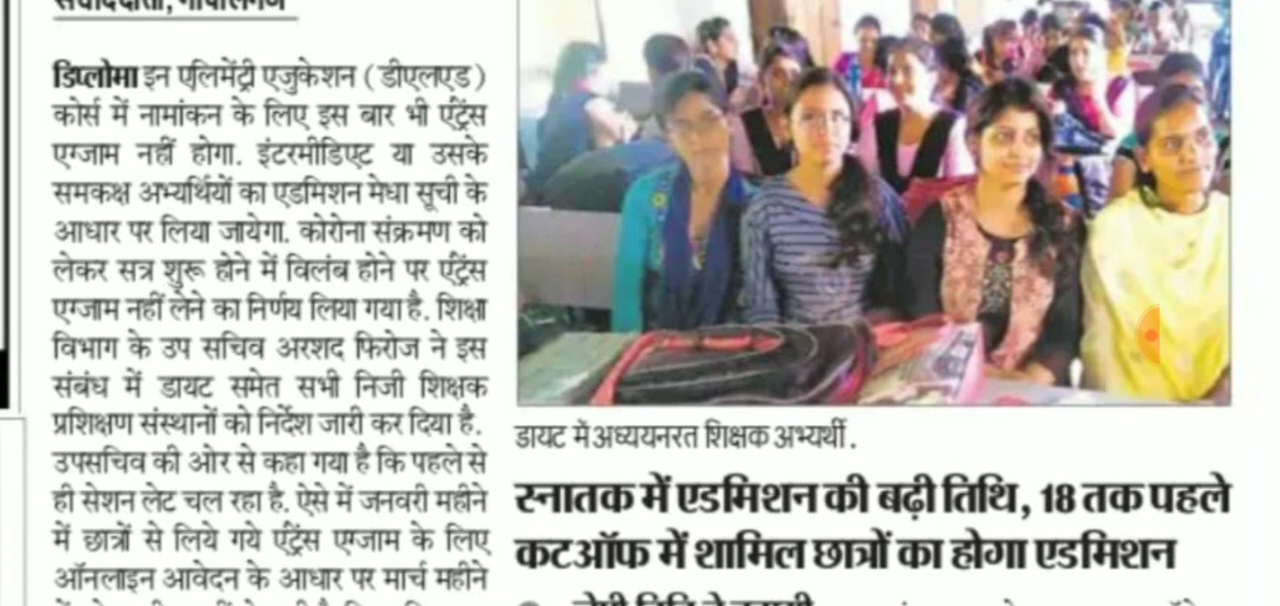 संवाददाता, गोपालगंज
डिप्लोमा इन एलिमेंट्री एजुकेशन (डीएलएड)
कोर्स में नामांकन के लिए इस बार भी एंट्रेंस
एग्जाम नहीं होगा. इंटरमीडिएट या उसके
समकक्ष अभ्यर्थियों का एडमिशन मेधा सूची के
आधार पर लिया जायेगा. कोरोना संक्रमण को
लेकर सत्र शुरू होने में विलंब होने पर एंट्रेंस
एग्जाम नहीं लेने का निर्णय लिया गया है. शिक्षा
विभाग के उप सचिव अरशद फिरोज ने इस
संबंध में डायट समेत सभी निजी शिक्षक
प्रशिक्षण संस्थानों को निर्देश जारी कर दिया है.
उपसचिव की ओर से कहा गया है कि पहले से
ही सेशन लेट चल रहा है. ऐसे में जनवरी महीने
में छात्रों से लिये गये एंट्रेंस एग्जाम के लिए
ऑनलाइन आवेदन के आधार पर मार्च महीने
डायट में अध्ययनरत शिक्षक अभ्यर्थी.
स्नातक में एडमिशन की बढ़ी तिथि, 18 तक पहले
कटऑफ में शामिल छात्रों का होगा एडमिशन